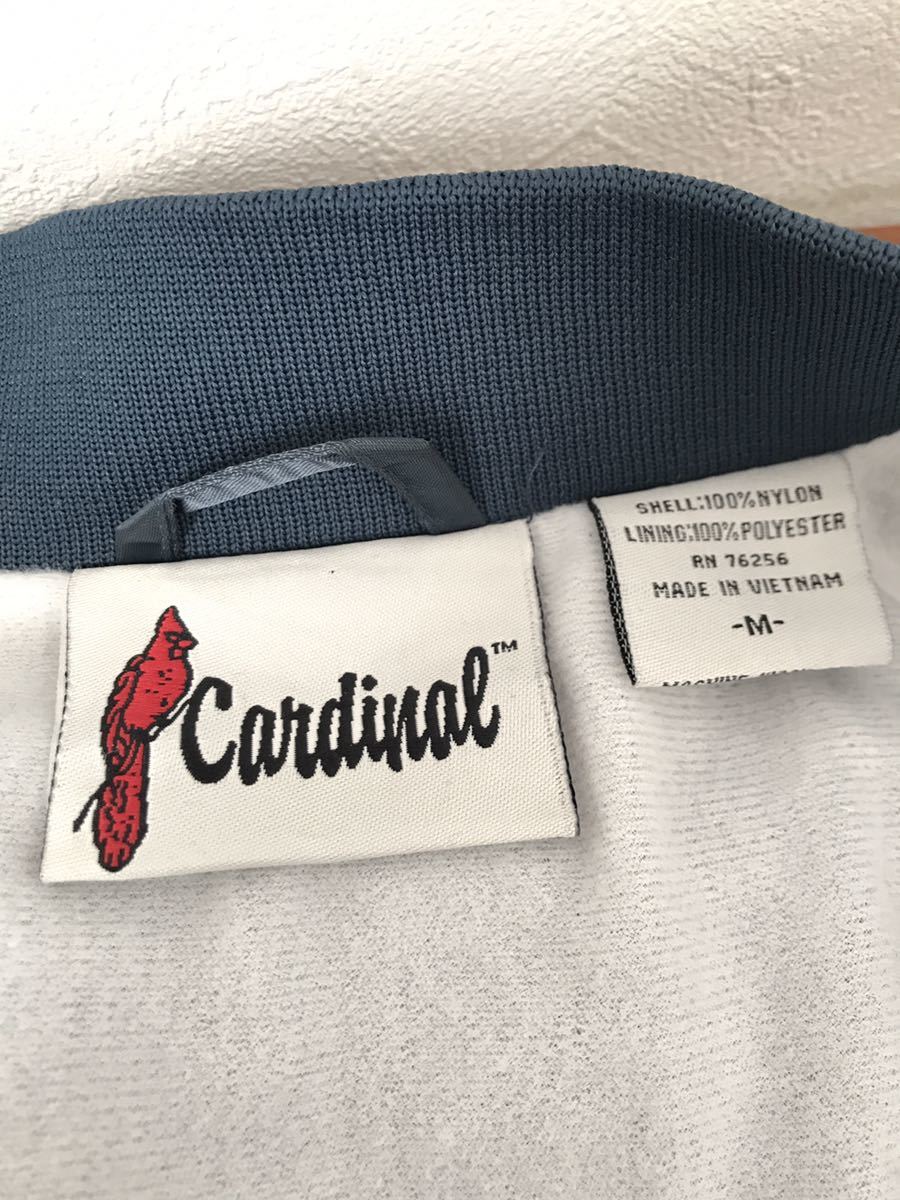 Cardinal™
SHELL:100%NYLON
LINING:100%POLYESTER
RN 76256
MADE IN VIETNAM
-M-